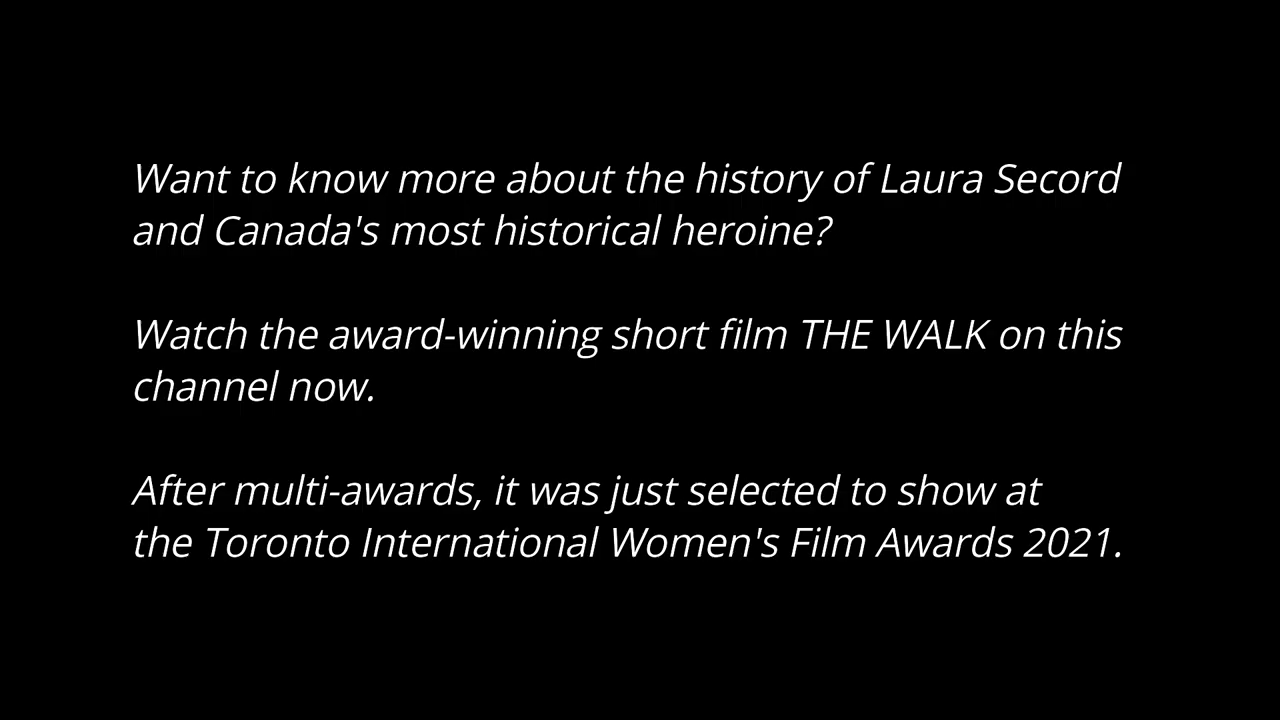 Want to know more about the history of Laura Secord
and Canada's most historical heroine?
Watch the award-winning short film THE WALK on this
channel now.
After multi-awards, it was just selected to show at
the Toronto International Women's Film Awards 2021.